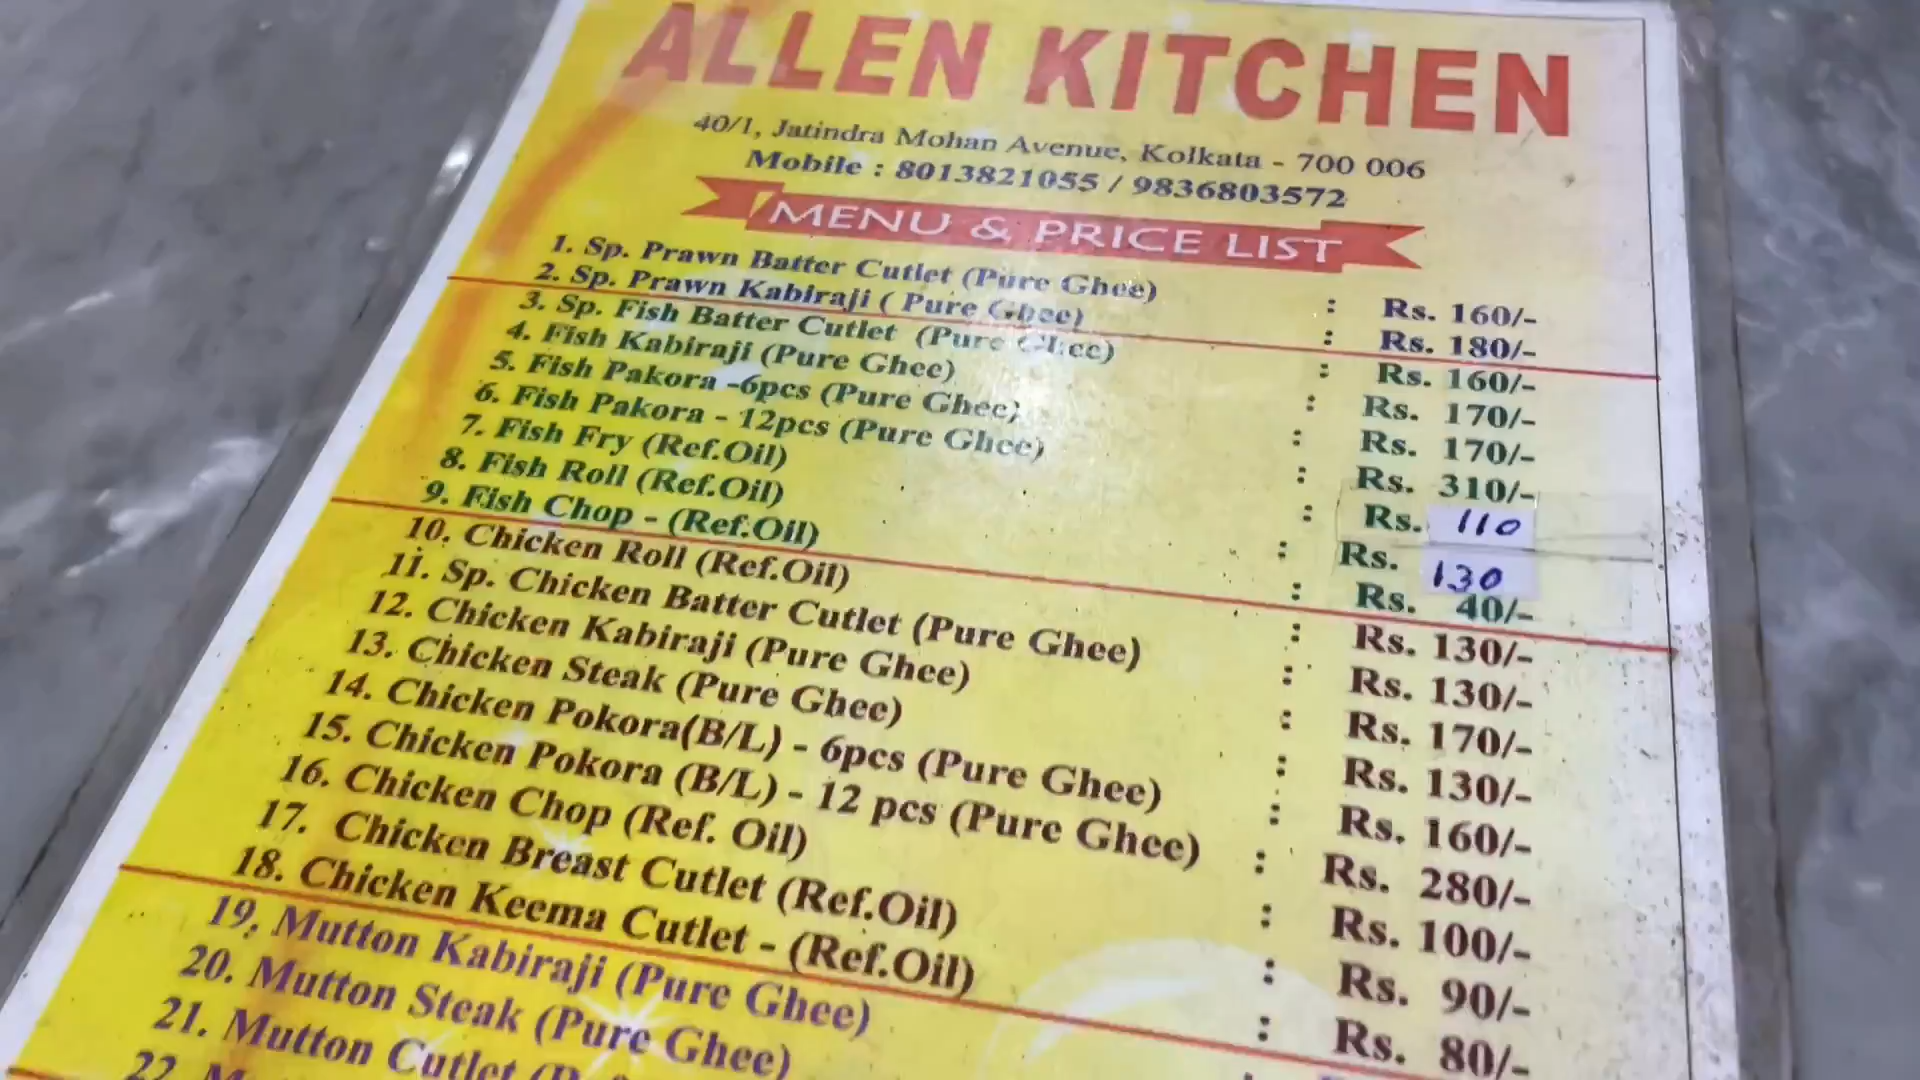 ALLEN KITCHEN
40/1, Jatindra Mohan Avenue, Kolkata - 700 006
Mobile : 8013821055 / 9836803572
MENU & PRICE LIST
1. Sp. Prawn Batter Cutlet (Pure Ghee) : Rs. 160/-
2. Sp. Prawn Kabiraji ( Pure Ghee) : Rs. 180/-
3. Sp. Fish Batter Cutlet (Pure Ghee) : Rs. 160/-
4. Fish Kabiraji (Pure Ghee) : Rs. 170/-
5. Fish Pakora -6pcs (Pure Ghee) : Rs. 170/-
6. Fish Pakora - 12pcs (Pure Ghee) : Rs. 310/-
7. Fish Fry (Ref.Oil) : Rs. 110
8. Fish Roll (Ref.Oil) : Rs. 130
9. Fish Chop - (Ref.Oil) : Rs. 40/-
10. Chicken Roll (Ref.Oil) : Rs. 130/-
11. Sp. Chicken Batter Cutlet (Pure Ghee) : Rs. 130/-
12. Chicken Kabiraji (Pure Ghee) : Rs. 170/-
13. Chicken Steak (Pure Ghee) : Rs. 130/-
14. Chicken Pokora(B/L) - 6pcs (Pure Ghee) : Rs. 160/-
15. Chicken Pokora (B/L) - 12 pcs (Pure Ghee) : Rs. 280/-
16. Chicken Chop (Ref. Oil) : Rs. 100/-
17. Chicken Breast Cutlet (Ref.Oil) : Rs. 90/-
18. Chicken Keema Cutlet - (Ref.Oil) : Rs. 80/-
19. Mutton Kabiraji (Pure Ghee)
20. Mutton Steak (Pure Ghee)
21. Mutton Cutlet
22.